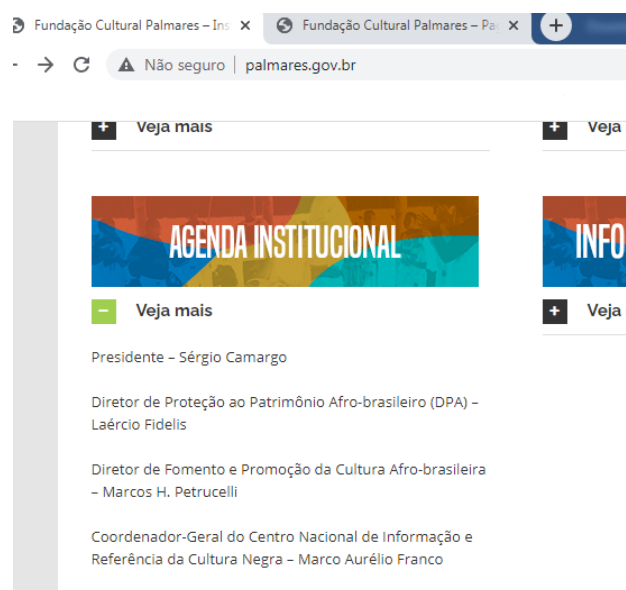 Fundação Cultural Palmares – Ins
Fundação Cultural Palmares – Pag
Não seguro | palmares.gov.br
Veja mais
Veja
AGENDA INSTITUCIONAL
INFO
Veja mais
Veja
Presidente – Sérgio Camargo
Diretor de Proteção ao Patrimônio Afro-brasileiro (DPA) –
Laércio Fidelis
Diretor de Fomento e Promoção da Cultura Afro-brasileira
– Marcos H. Petrucelli
Coordenador-Geral do Centro Nacional de Informação e
Referência da Cultura Negra – Marco Aurélio Franco